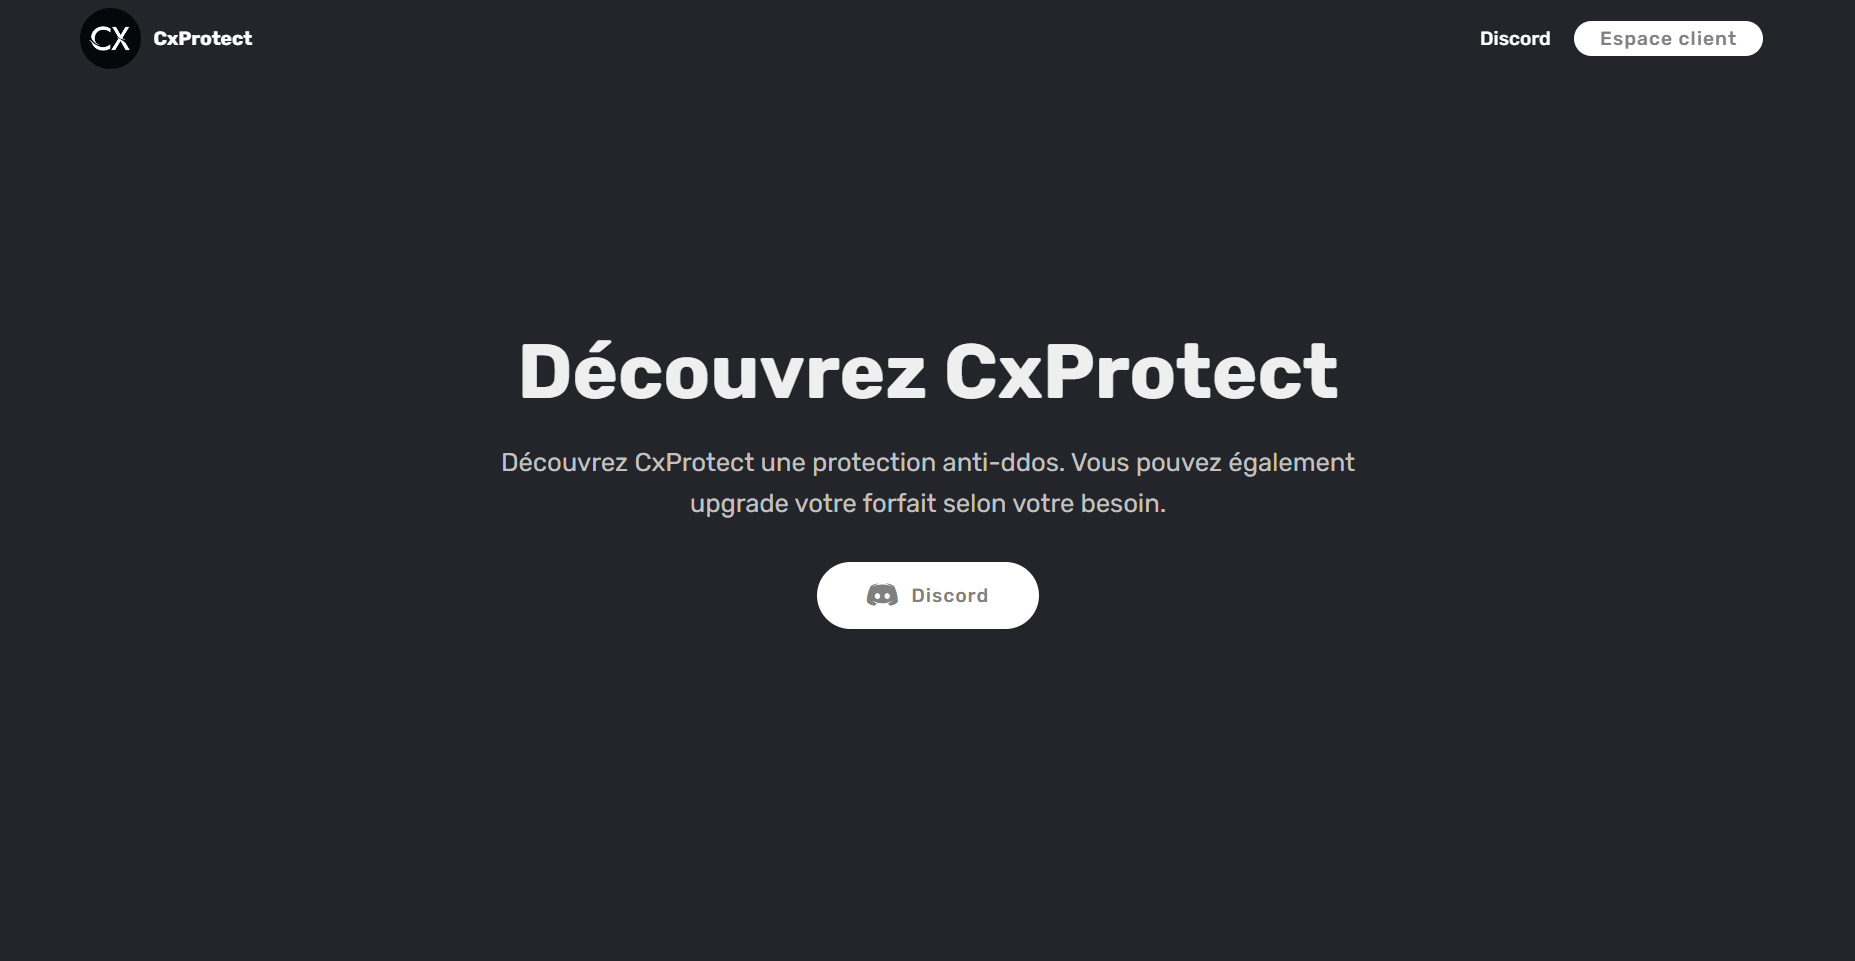 CX CxProtect
Discord
Espace client
Découvrez CxProtect
Découvrez CxProtect une protection anti-ddos. Vous pouvez également
upgrade votre forfait selon votre besoin.
Discord